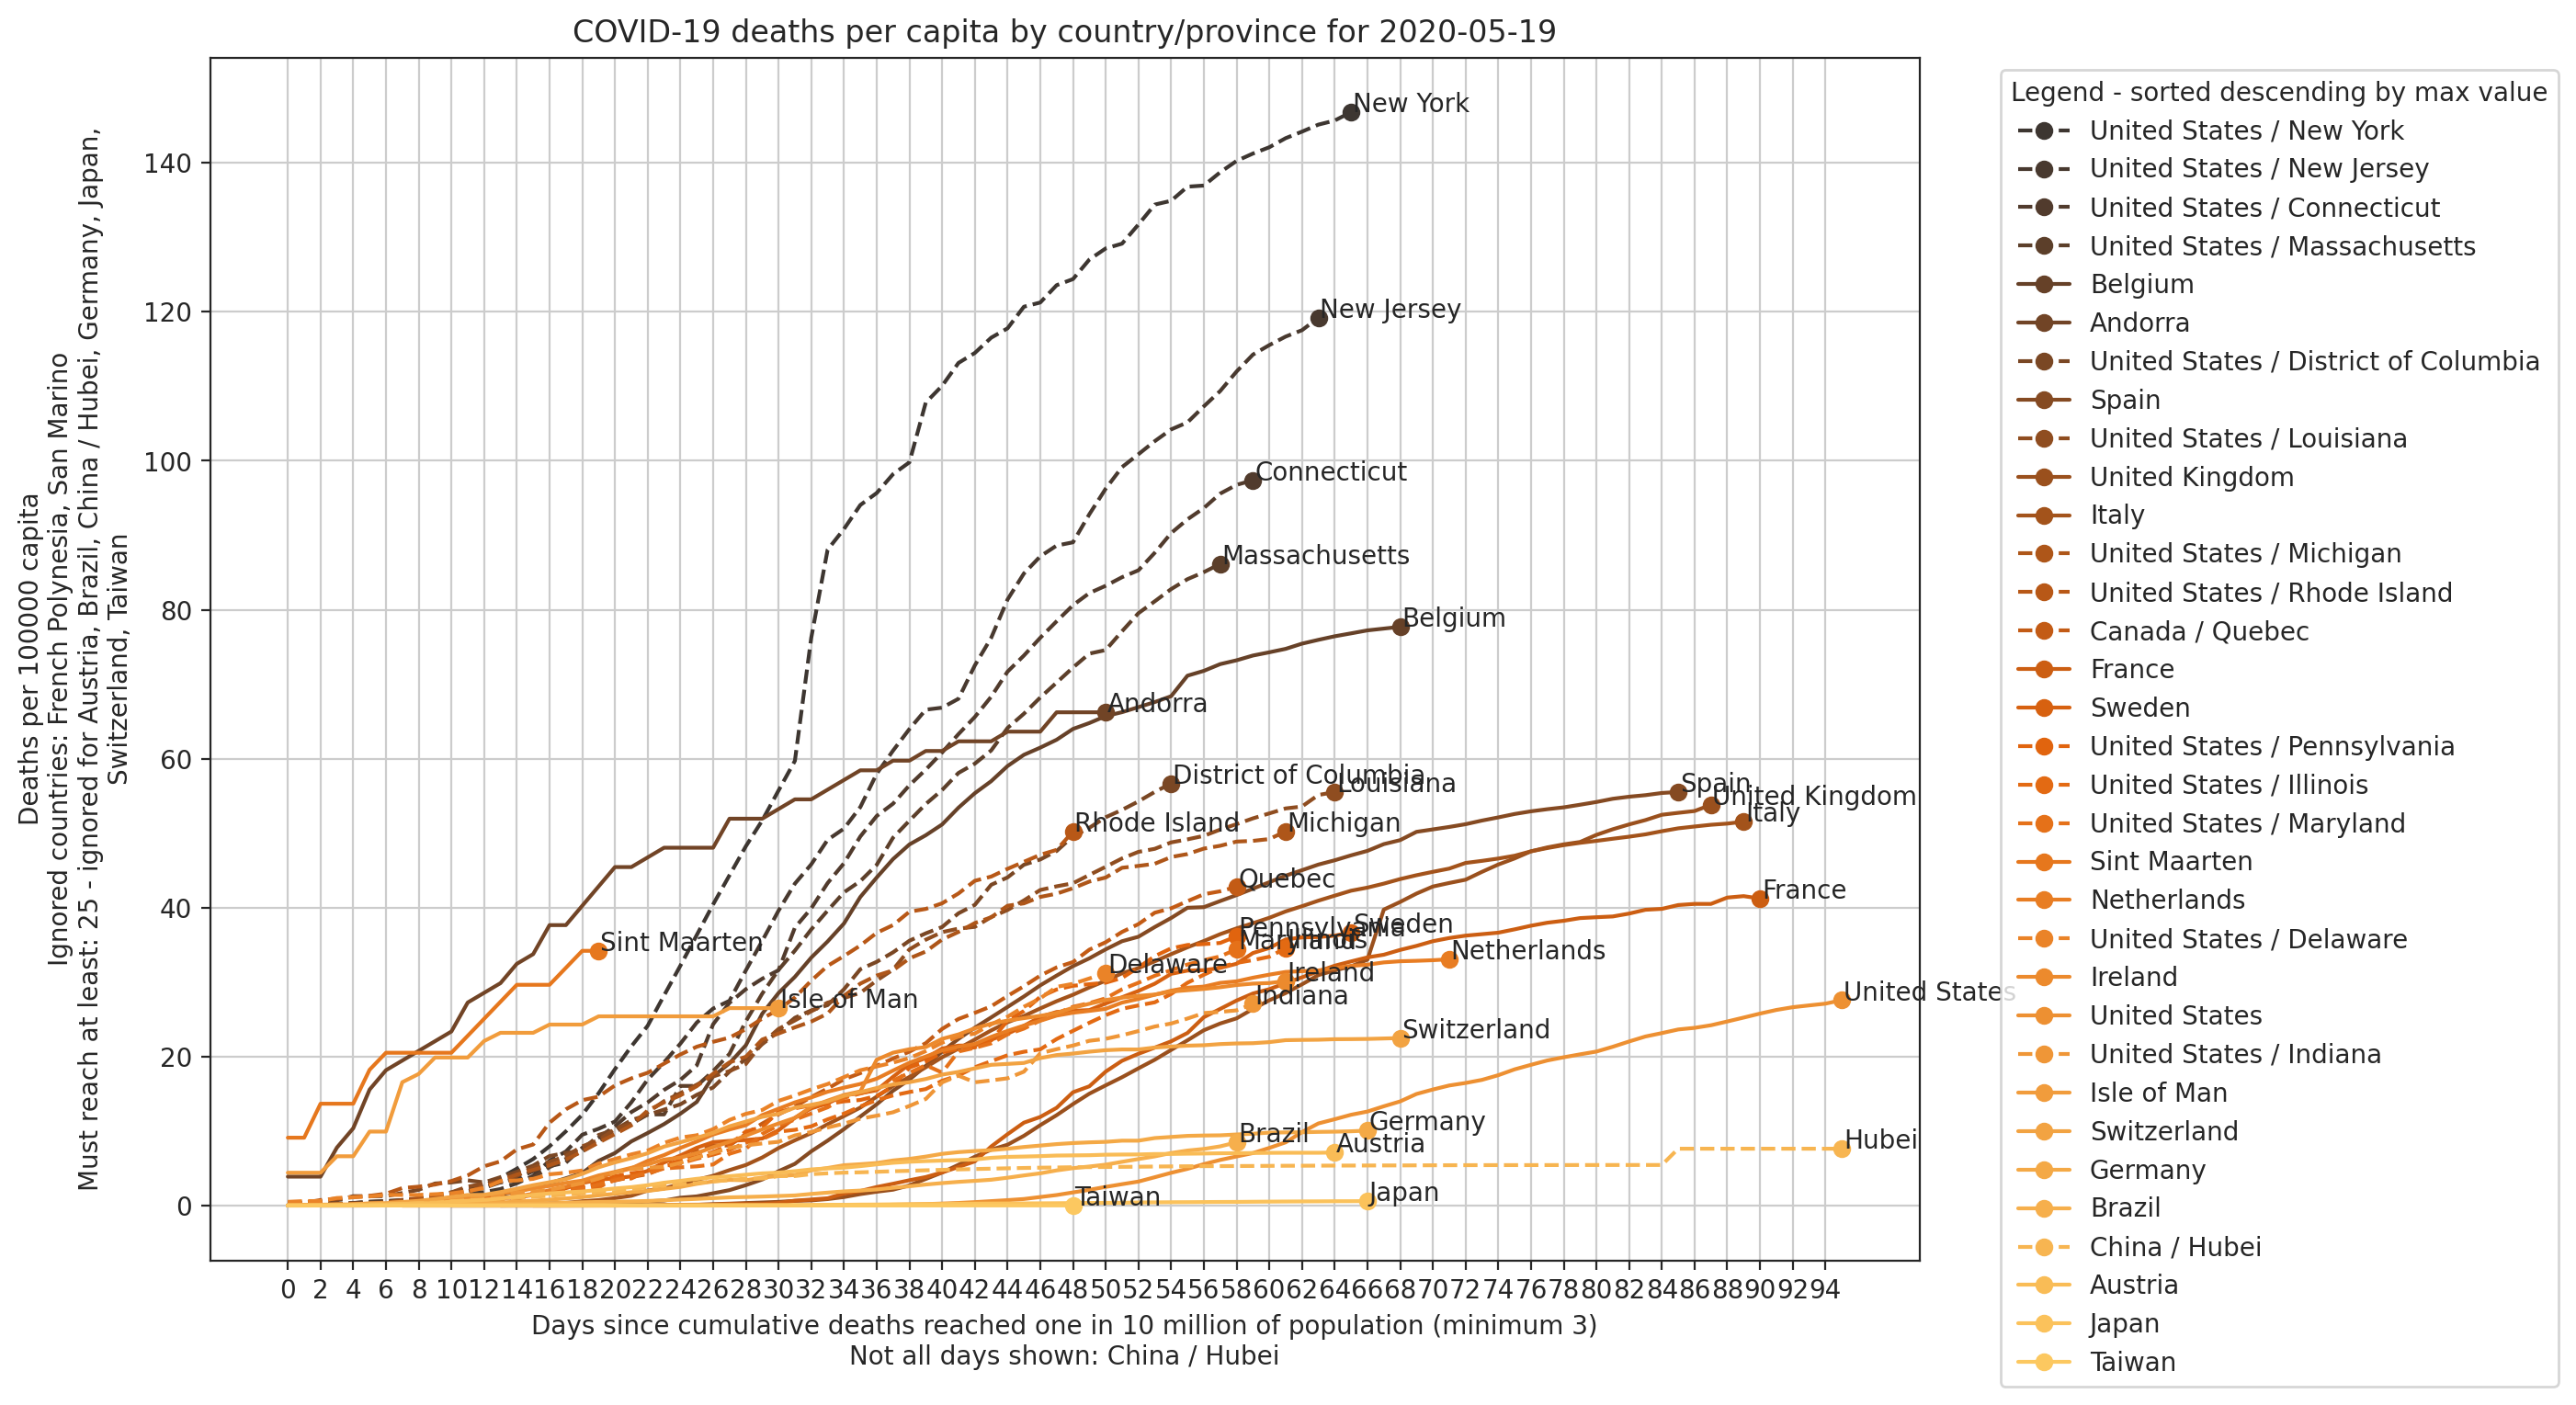 COVID-19 deaths per capita by country/province for 2020-05-19
Deaths per 100000 capita
Ignored countries: French Polynesia, San Marino
Must reach at least: 25 - ignored for Austria, Brazil, China / Hubei, Germany, Japan,
Switzerland, Taiwan
140
120
100
80
60
40
20
0
New York
New Jersey
Connecticut
Massachusetts
Belgium
Andorra
District of Columbia
Louisiana
Spain
United Kingdom
Italy
Rhode Island
Michigan
Quebec
France
Pennsylvania
Sweden
Maryland
Illinois
Sint Maarten
Netherlands
Delaware
Ireland
Isle of Man
Indiana
United States
Switzerland
Germany
Brazil
Austria
Hubei
Taiwan
Japan
0 2 4 6 8 10 12 14 16 18 20 22 24 26 28 30 32 34 36 38 40 42 44 46 48 50 52 54 56 58 60 62 64 66 68 70 72 74 76 78 80 82 84 86 88 90 92 94
Days since cumulative deaths reached one in 10 million of population (minimum 3)
Not all days shown: China / Hubei
Legend - sorted descending by max value
United States / New York
United States / New Jersey
United States / Connecticut
United States / Massachusetts
Belgium
Andorra
United States / District of Columbia
Spain
United States / Louisiana
United Kingdom
Italy
United States / Michigan
United States / Rhode Island
Canada / Quebec
France
Sweden
United States / Pennsylvania
United States / Illinois
United States / Maryland
Sint Maarten
Netherlands
United States / Delaware
Ireland
United States
United States / Indiana
Isle of Man
Switzerland
Germany
Brazil
China / Hubei
Austria
Japan
Taiwan